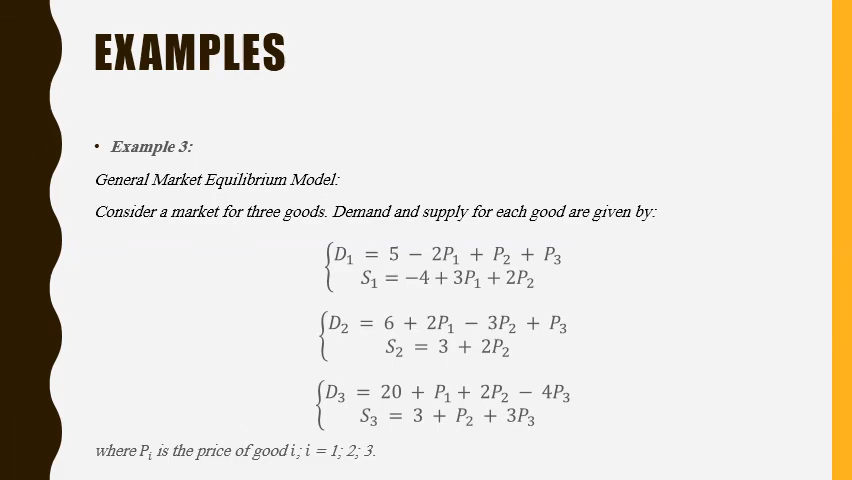 EXAMPLES
• Example 3:
General Market Equilibrium Model:
Consider a market for three goods. Demand and supply for each good are given by:
D₁ = 5 − 2P₁ + P₂ + P₃
S₁ = −4 + 3P₁ + 2P₂
D₂ = 6 + 2P₁ − 3P₂ + P₃
S₂ = 3 + 2P₂
D₃ = 20 + P₁ + 2P₂ − 4P₃
S₃ = 3 + P₂ + 3P₃
where Pᵢ is the price of good i; i = 1; 2; 3.